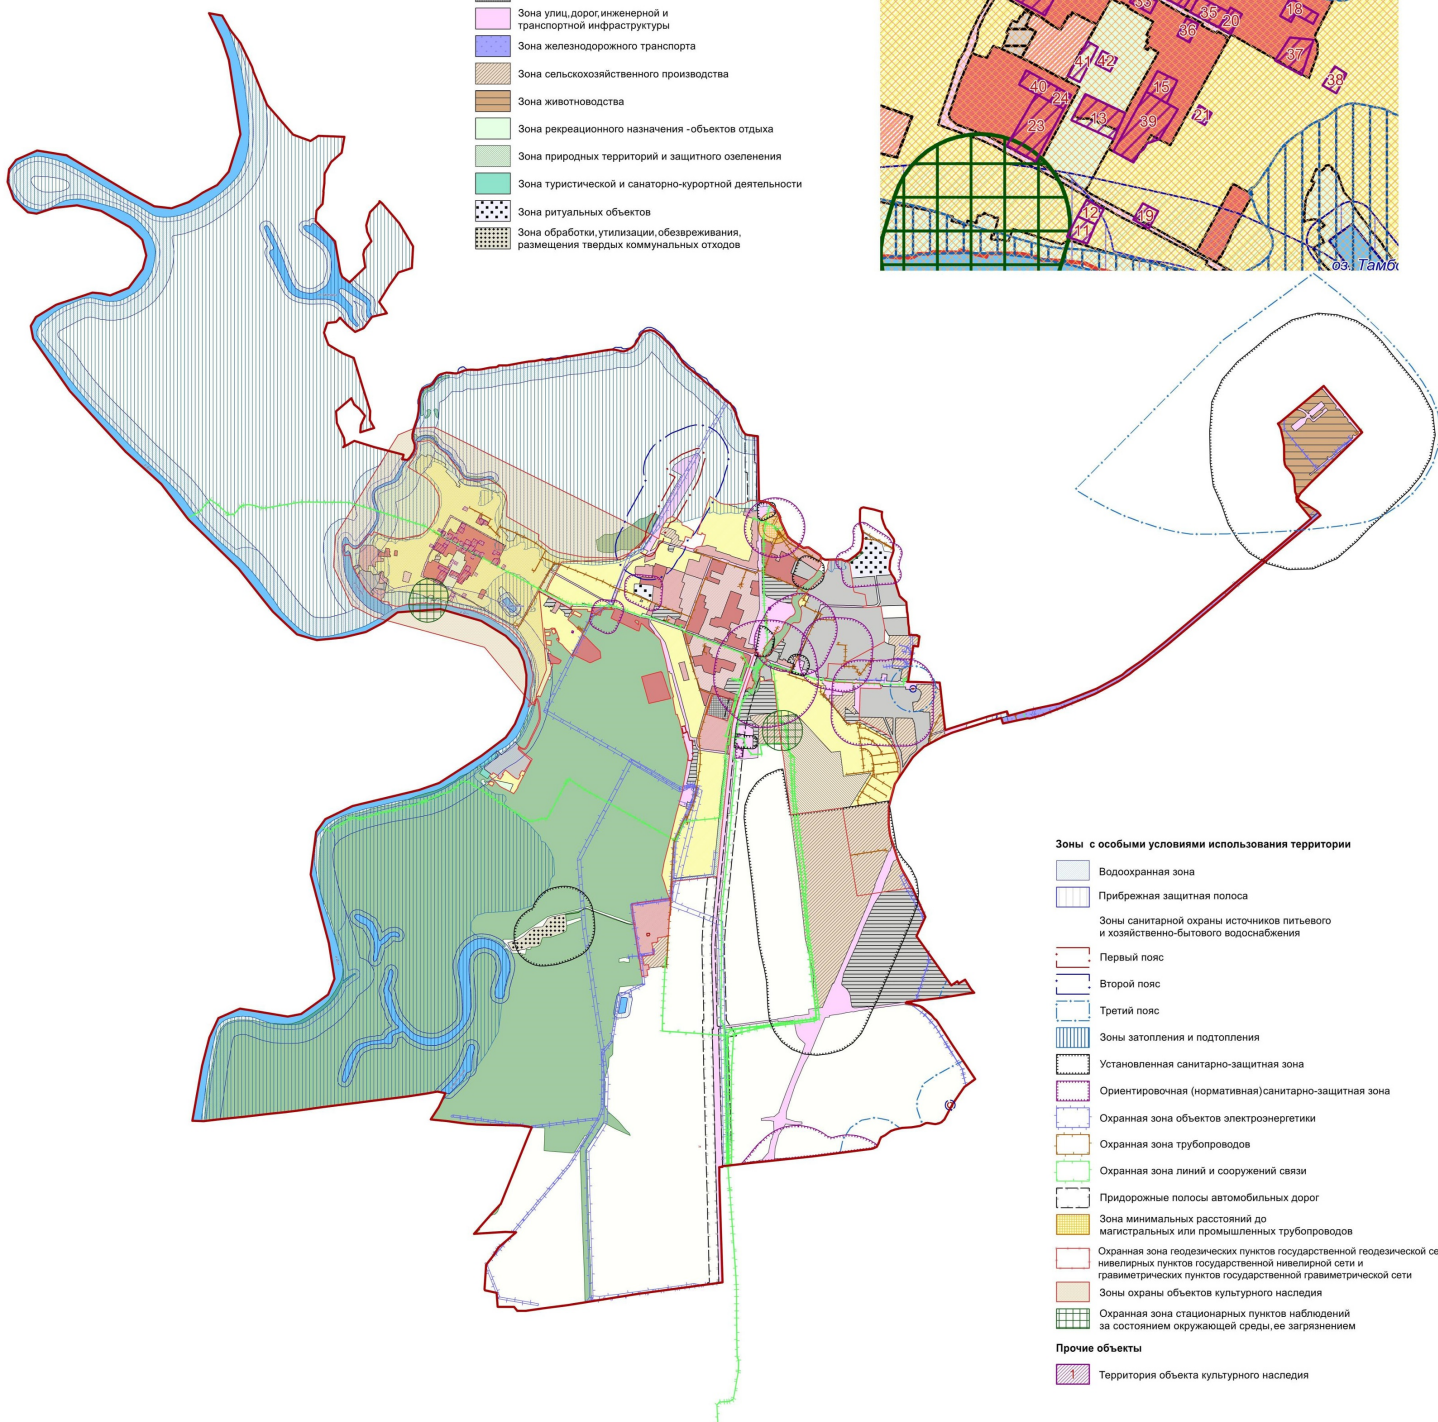 Зона улиц, дорог, инженерной и
транспортной инфраструктуры
Зона железнодорожного транспорта
Зона сельскохозяйственного производства
Зона животноводства
Зона рекреационного назначения - объектов отдыха
Зона природных территорий и защитного озеленения
Зона туристической и санаторно-курортной деятельности
Зона ритуальных объектов
Зона обработки, утилизации, обезвреживания,
размещения твердых коммунальных отходов
33
35
18
20
36
37
41
42
38
40
24
15
21
23
13
39
12
19
11
оз. Тамбо
Зоны с особыми условиями использования территории
Водоохранная зона
Прибрежная защитная полоса
Зоны санитарной охраны источников питьевого
и хозяйственно-бытового водоснабжения
Первый пояс
Второй пояс
Третий пояс
Зоны затопления и подтопления
Установленная санитарно-защитная зона
Ориентировочная (нормативная) санитарно-защитная зона
Охранная зона объектов электроэнергетики
Охранная зона трубопроводов
Охранная зона линий и сооружений связи
Придорожные полосы автомобильных дорог
Зона минимальных расстояний до
магистральных или промышленных трубопроводов
Охранная зона геодезических пунктов государственной геодезической се
нивелирных пунктов государственной нивелирной сети и
гравиметрических пунктов государственной гравиметрической сети
Зоны охраны объектов культурного наследия
Охранная зона стационарных пунктов наблюдений
за состоянием окружающей среды, ее загрязнением
Прочие объекты
1
Территория объекта культурного наследия